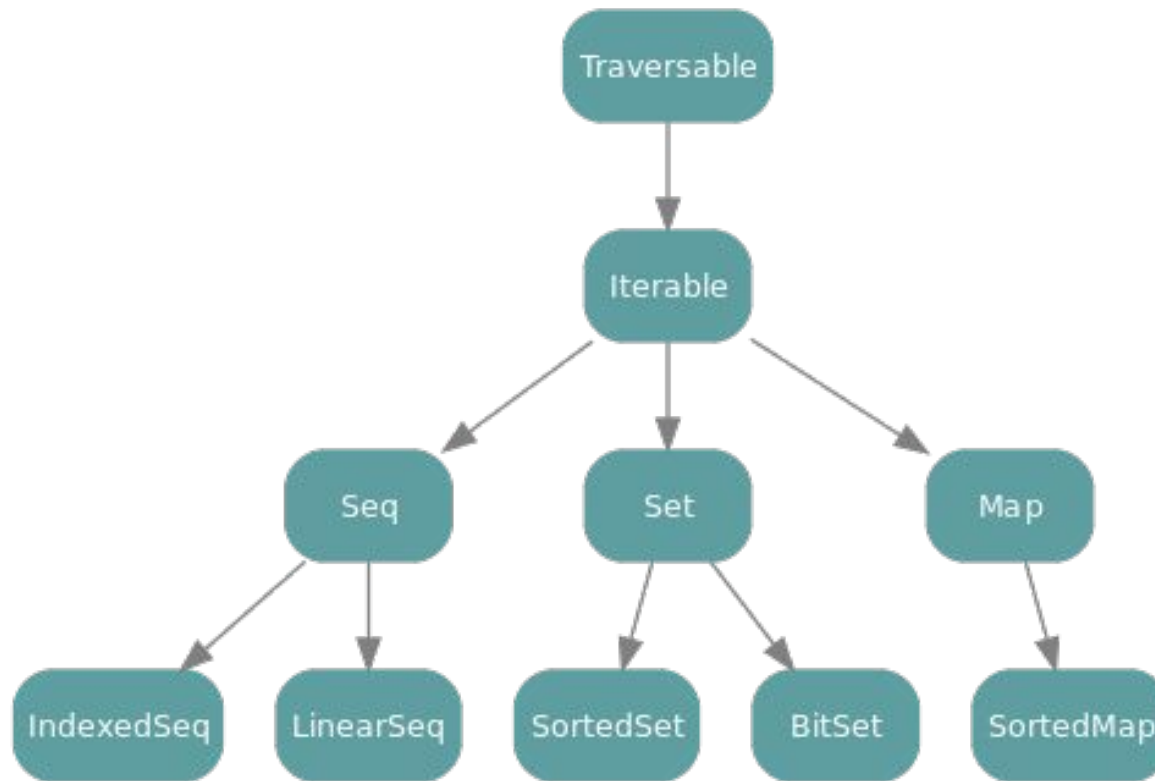 Traversable
Iterable
Seq
Set
Map
IndexedSeq
LinearSeq
SortedSet
BitSet
SortedMap